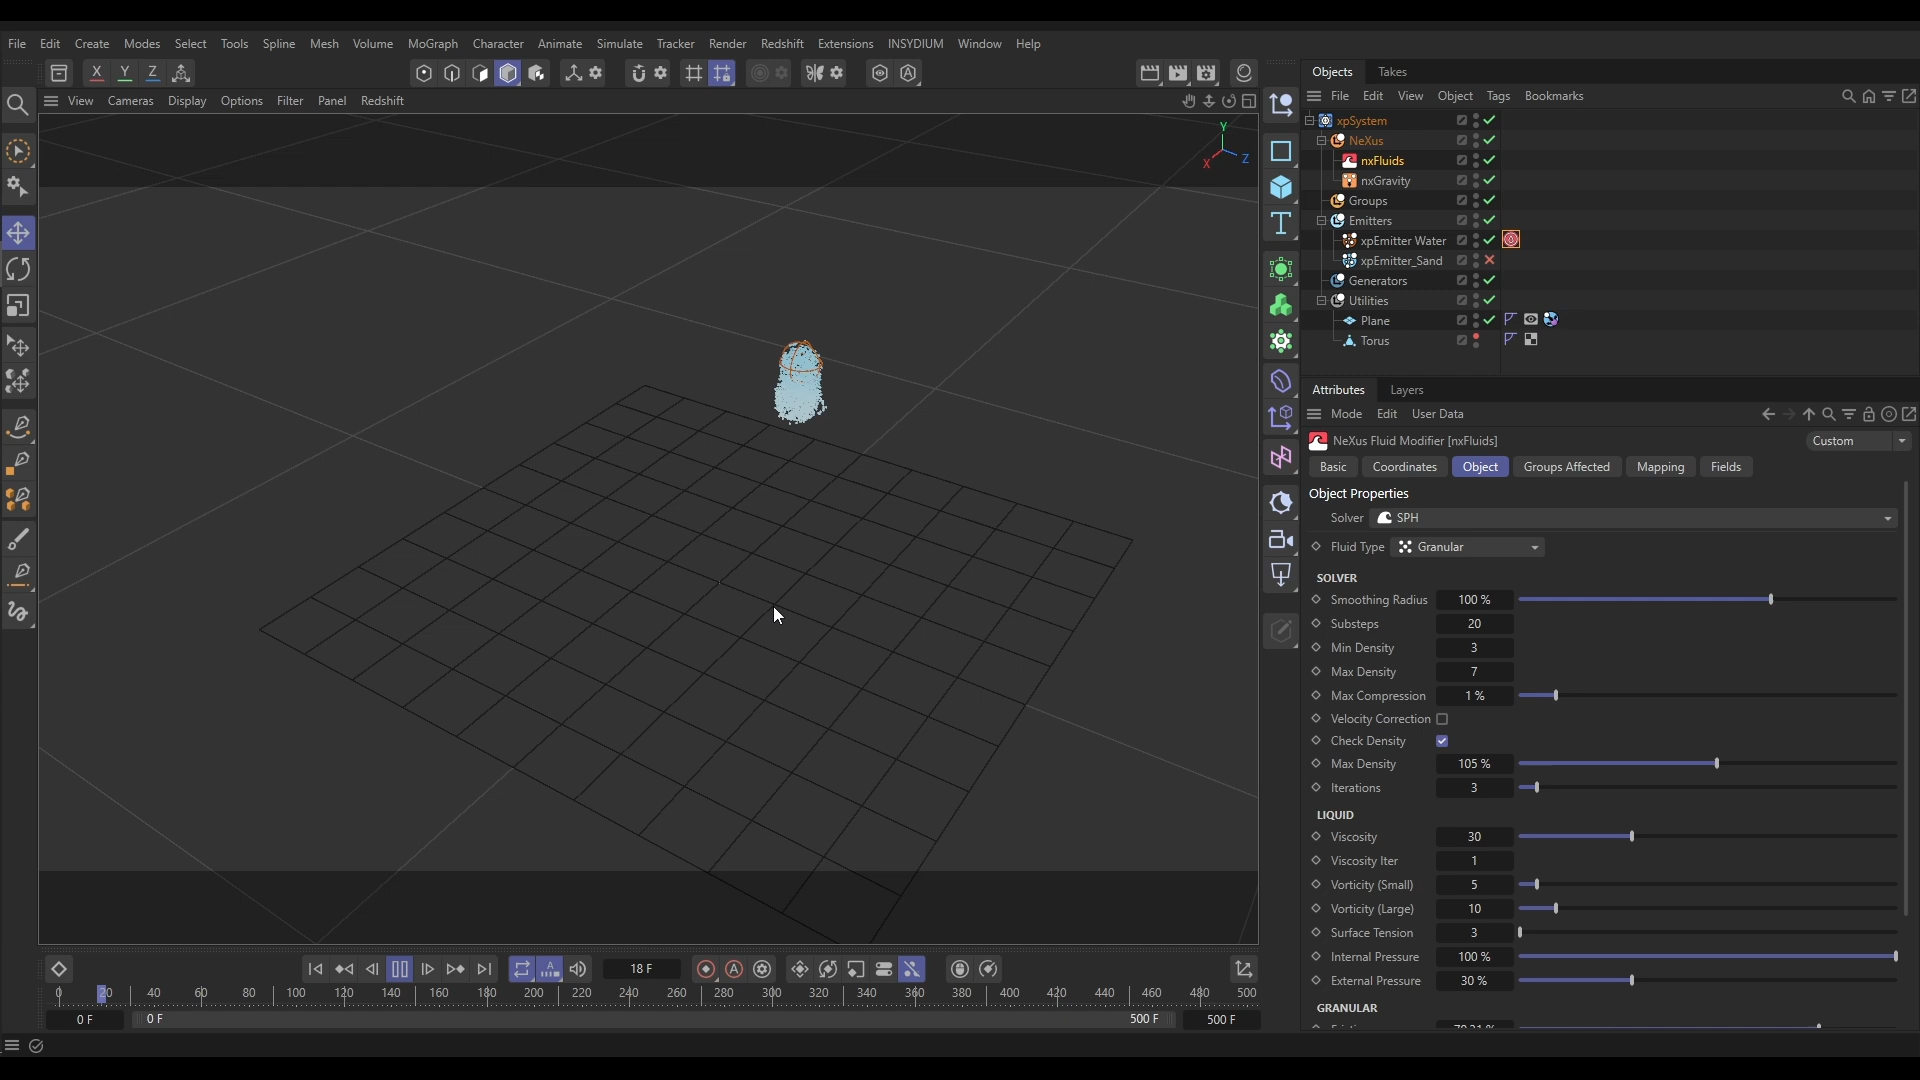 File Edit Create Modes Select Tools Spline Mesh Volume MoGraph Character Animate Simulate Tracker Render Redshift Extensions INSYDIUM Window Help
X Y Z
View Cameras Display Options Filter Panel Redshift
Y
X Z
Objects Takes
File Edit View Object Tags Bookmarks
xpSystem
NeXus
nxFluids
nxGravity
Groups
Emitters
xpEmitter Water
xpEmitter_Sand
Generators
Utilities
Plane
Torus
Attributes Layers
Mode Edit User Data
NeXus Fluid Modifier [nxFluids] Custom
Basic Coordinates Object Groups Affected Mapping Fields
Object Properties
Solver SPH
Fluid Type Granular
SOLVER
Smoothing Radius 100 %
Substeps 20
Min Density 3
Max Density 7
Max Compression 1 %
Velocity Correction
Check Density
Max Density 105 %
Iterations 3
LIQUID
Viscosity 30
Viscosity Iter 1
Vorticity (Small) 5
Vorticity (Large) 10
Surface Tension 3
Internal Pressure 100 %
External Pressure 30 %
GRANULAR
18 F
0 20 40 60 80 100 120 140 160 180 200 220 240 260 280 300 320 340 360 380 400 420 440 460 480 500
0 F 0 F 500 F 500 F